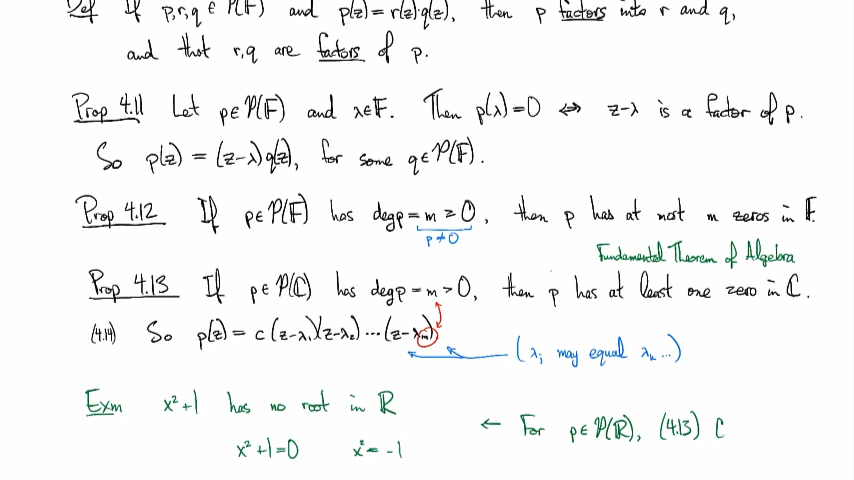 Def If p,r,q ∈ P(F) and p(z)=r(z)·q(z), then p factors into r and q,
and that r,q are factors of p.
Prop 4.11 Let p∈P(F) and λ∈F. Then p(λ)=0 ⇔ z-λ is a factor of p.
So p(z) = (z-λ)q(z), for some q∈P(F).
Prop 4.12 If p∈P(F) has deg p = m ≥ 0, then p has at most m zeros in F.
p≠0
Fundamental Theorem of Algebra
Prop 4.13 If p∈P(C) has deg p = m > 0, then p has at least one zero in C.
(4.14) So p(z) = c(z-λ₁)(z-λ₂)⋯(z-λₘ)
(λⱼ may equal λₖ...)
Exm x²+1 has no root in R
← For p∈P(R), (4.13) C
x²+1=0 x²=-1